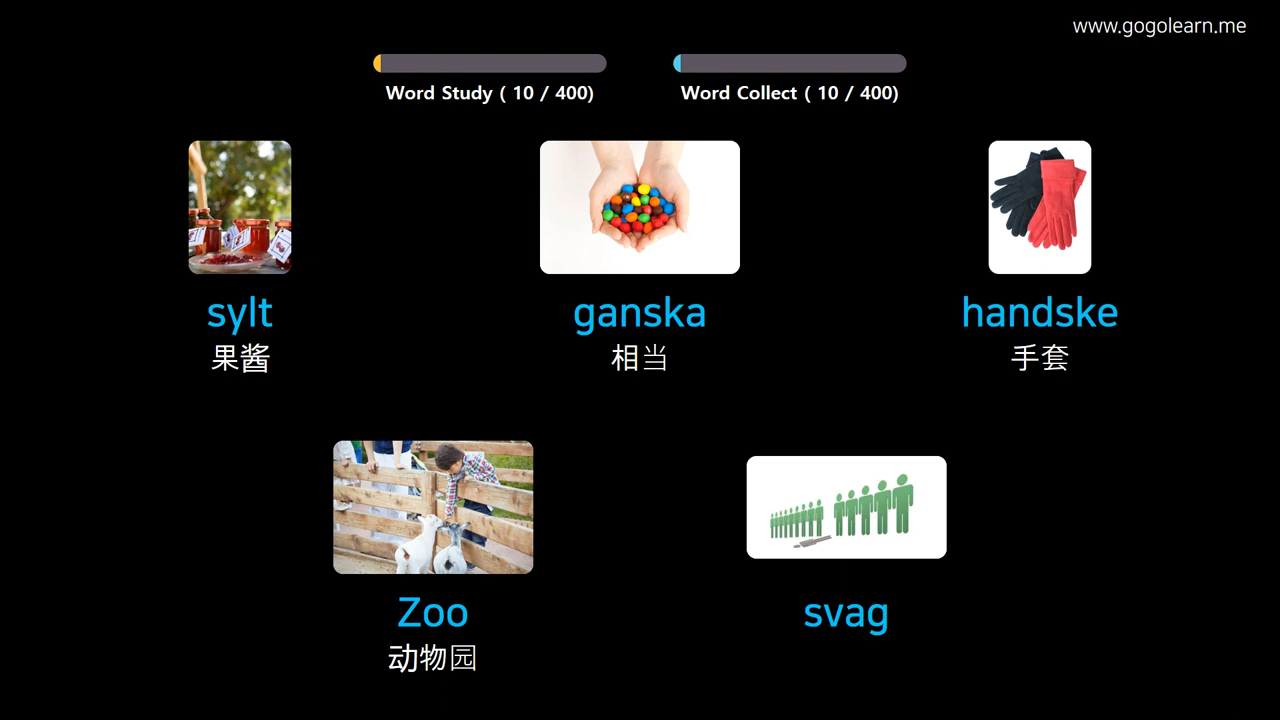 www.gogolearn.me
Word Study ( 10 / 400)
Word Collect ( 10 / 400)
sylt
果酱
ganska
相当
handske
手套
Zoo
动物园
svag